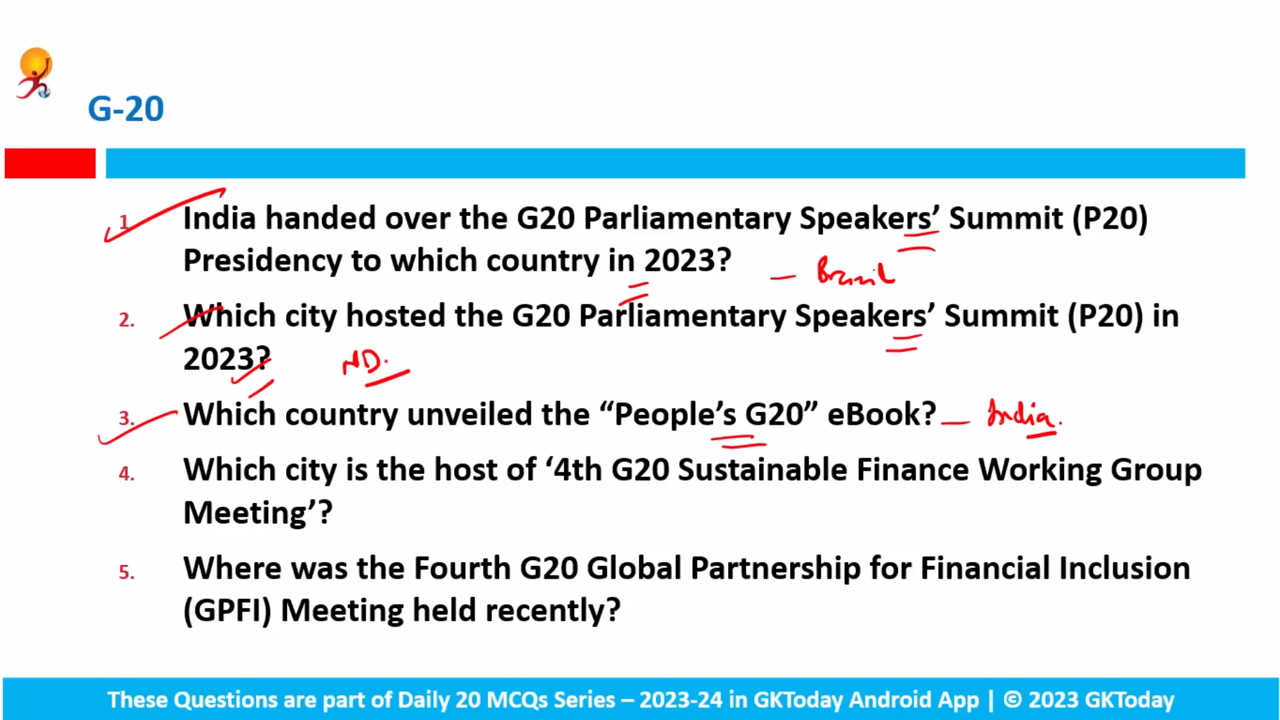 G-20
1 India handed over the G20 Parliamentary Speakers’ Summit (P20)
Presidency to which country in 2023?
– Brazil
2. Which city hosted the G20 Parliamentary Speakers’ Summit (P20) in
2023?
ND.
3. Which country unveiled the “People’s G20” eBook? – India.
4. Which city is the host of ‘4th G20 Sustainable Finance Working Group
Meeting’?
5. Where was the Fourth G20 Global Partnership for Financial Inclusion
(GPFI) Meeting held recently?
These Questions are part of Daily 20 MCQs Series – 2023-24 in GKToday Android App | © 2023 GKToday